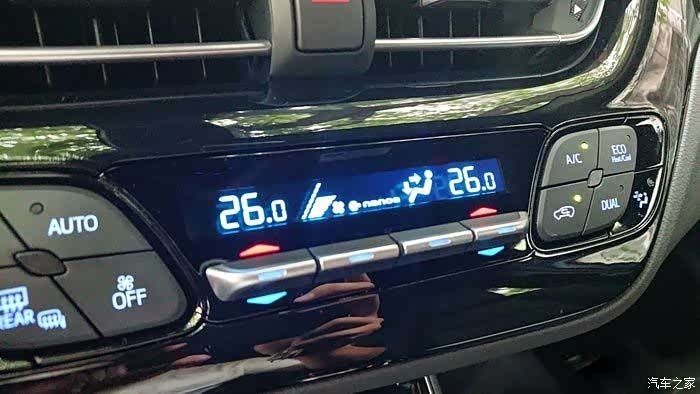 26.0
nanoe
26.0
A/C
ECO
Heat/Cool
DUAL
AUTO
OFF
REAR
汽车之家